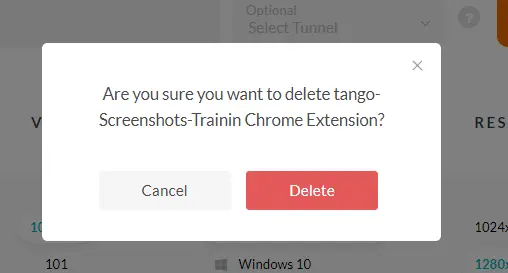 Optional
Select Tunnel
?
Are you sure you want to delete tango-
Screenshots-Trainin Chrome Extension?
V
RES
Cancel
Delete
10
1024x
101
Windows 10
1280x